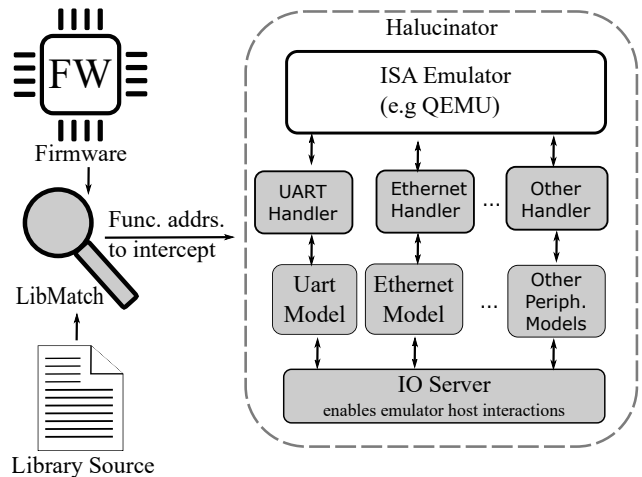 FW
Firmware
LibMatch
Library Source
Func. addrs.
to intercept
Halucinator
ISA Emulator
(e.g QEMU)
UART
Handler
Ethernet
Handler
...
Other
Handler
Uart
Model
Ethernet
Model
...
Other
Periph.
Models
IO Server
enables emulator host interactions